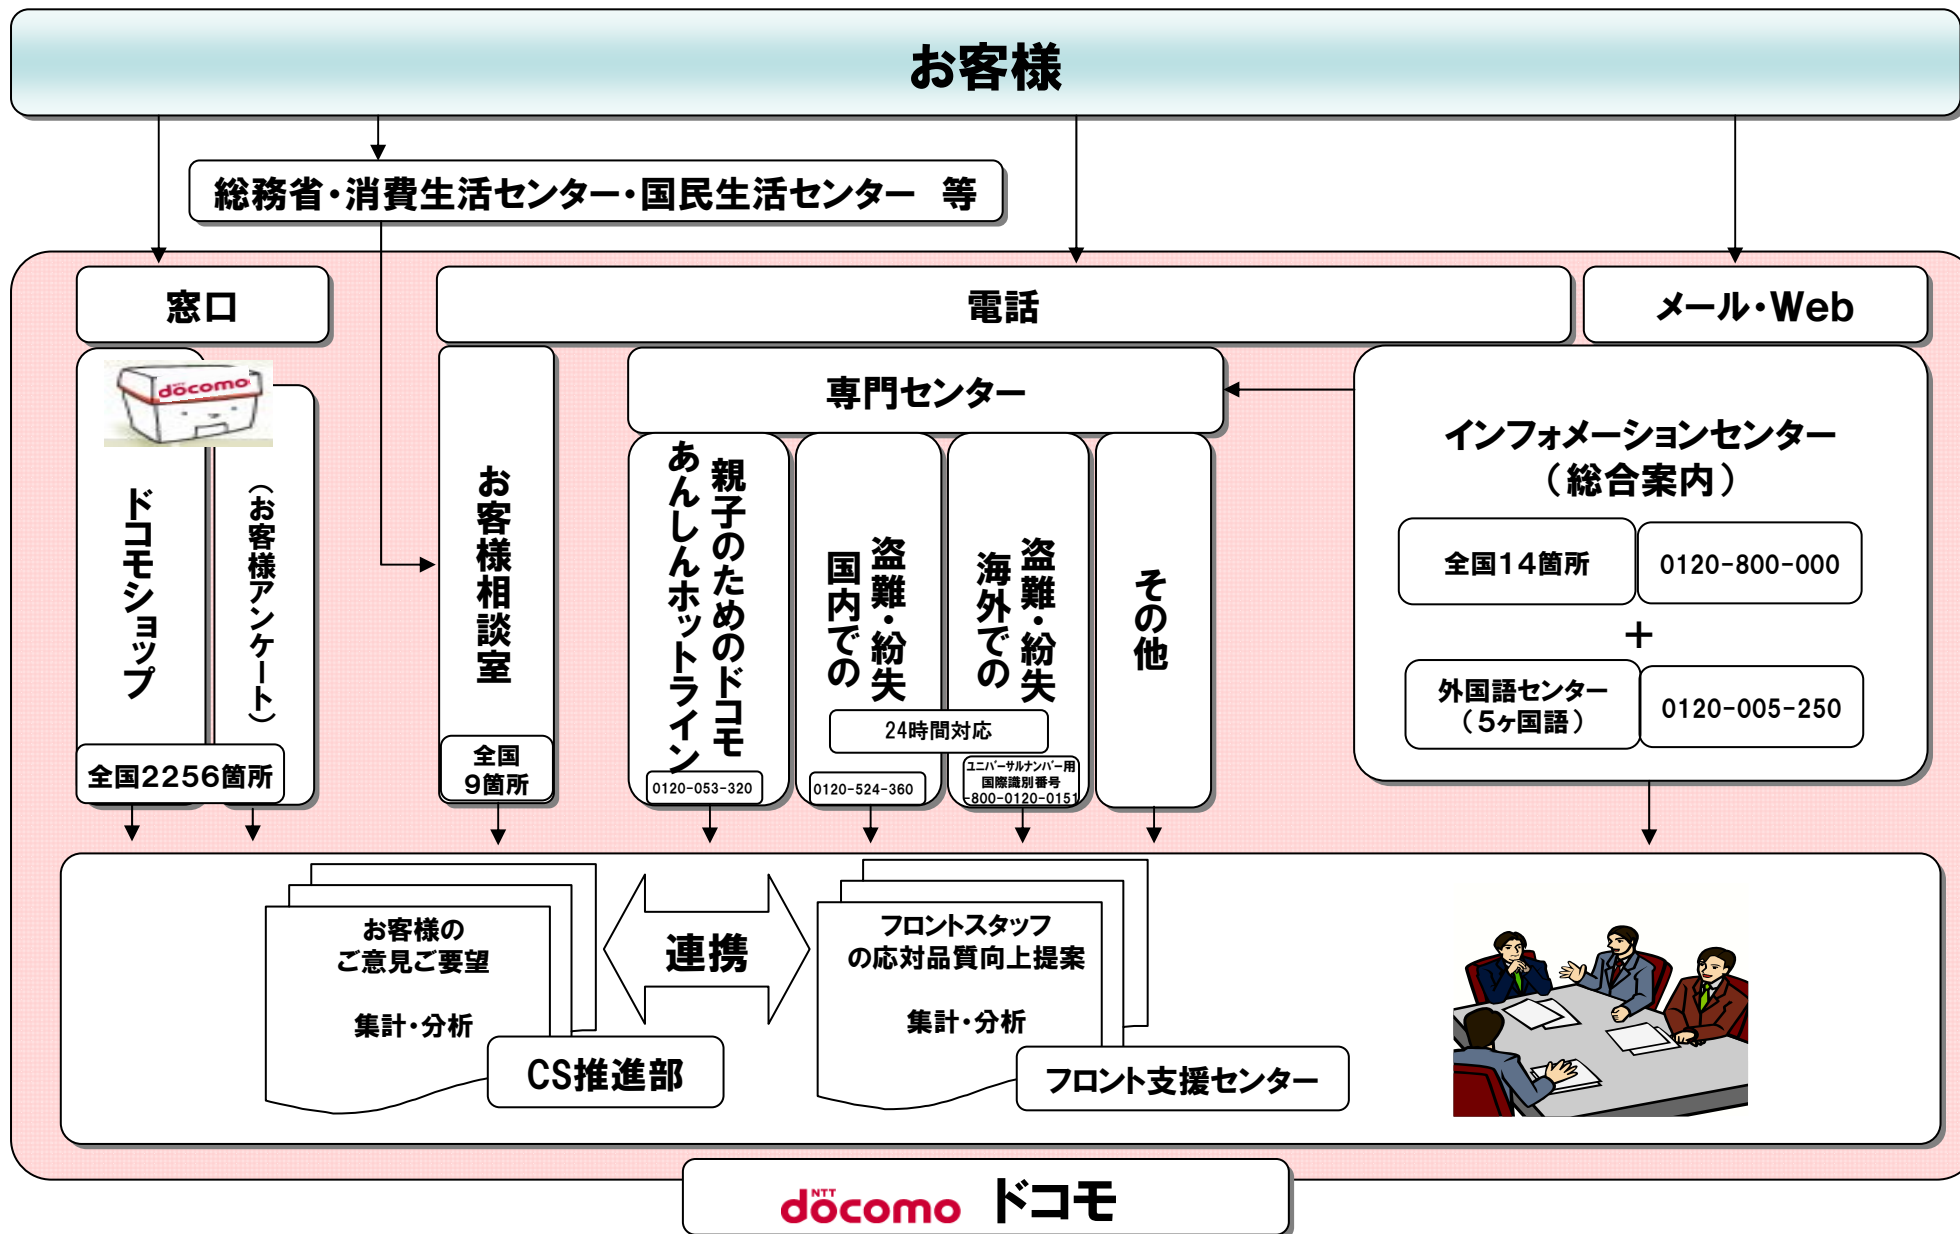 お客様
総務省・消費生活センター・国民生活センター 等
窓口
電話
メール・Web
NTT
döcomo
ドコモショップ
(お客様アンケート)
全国2256箇所
お客様相談室
全国
9箇所
専門センター
親子のためのドコモ
あんしんホットライン
0120-053-320
国内での
盗難・紛失
0120-524-360
海外での
盗難・紛失
24時間対応
ユニバーサルナンバー用
国際識別番号
-800-0120-0151
その他
インフォメーションセンター
(総合案内)
全国14箇所
0120-800-000
+
外国語センター
(5ヶ国語)
0120-005-250
お客様の
ご意見ご要望
集計・分析
CS推進部
連携
フロントスタッフ
の応対品質向上提案
集計・分析
フロント支援センター
NTT
döcomo ドコモ